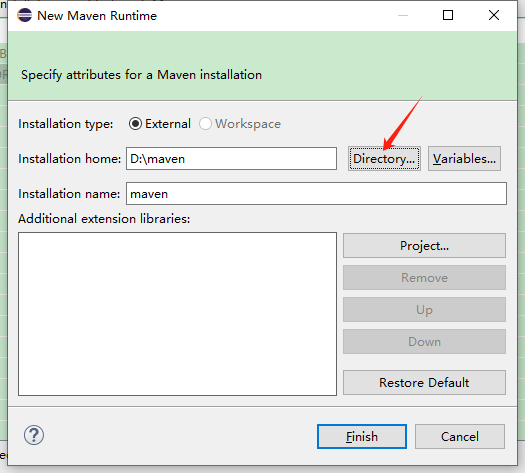 New Maven Runtime
Specify attributes for a Maven installation
Installation type: External Workspace
Installation home: D:\maven Directory... Variables...
Installation name: maven
Additional extension libraries:
Project...
Remove
Up
Down
Restore Default
? Finish Cancel